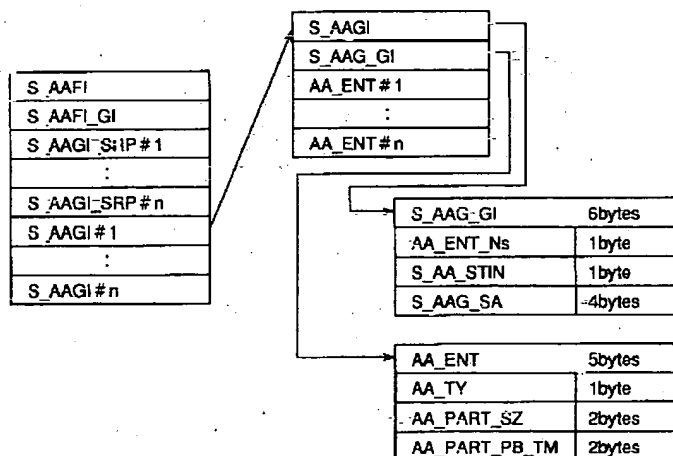 S_AAFI
S_AAFI_GI
S_AAGI_SRP#1
:
S_AAGI_SRP#n
S_AAGI#1
:
S_AAGI#n
S_AAGI
S_AAG_GI
AA_ENT#1
:
AA_ENT#n
S_AAG_GI 6bytes
AA_ENT_Ns 1byte
S_AA_STIN 1byte
S_AAG_SA 4bytes
AA_ENT 5bytes
AA_TY 1byte
AA_PART_SZ 2bytes
AA_PART_PB_TM 2bytes